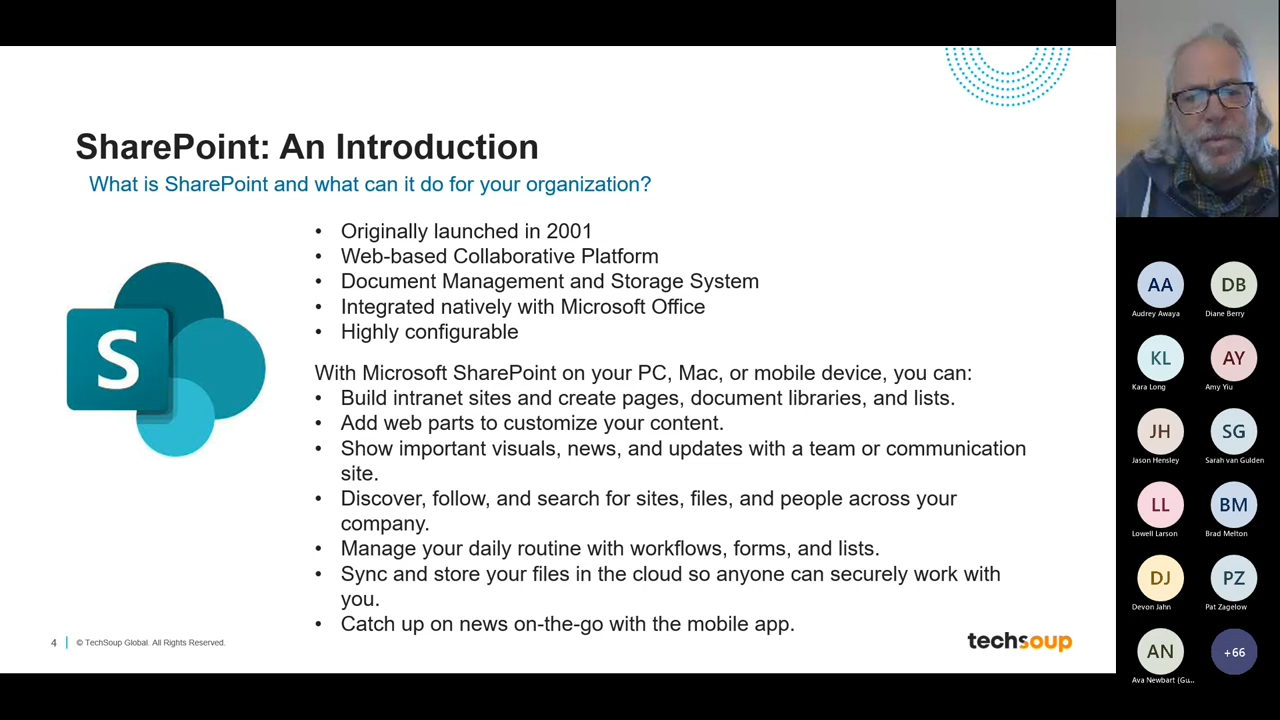 SharePoint: An Introduction
What is SharePoint and what can it do for your organization?
S
• Originally launched in 2001
• Web-based Collaborative Platform
• Document Management and Storage System
• Integrated natively with Microsoft Office
• Highly configurable
With Microsoft SharePoint on your PC, Mac, or mobile device, you can:
• Build intranet sites and create pages, document libraries, and lists.
• Add web parts to customize your content.
• Show important visuals, news, and updates with a team or communication
site.
• Discover, follow, and search for sites, files, and people across your
company.
• Manage your daily routine with workflows, forms, and lists.
• Sync and store your files in the cloud so anyone can securely work with
you.
• Catch up on news on-the-go with the mobile app.
4 | © TechSoup Global. All Rights Reserved.
techsoup
AA DB
Audrey Awaya Diane Berry
KL AY
Kara Long Amy Yiu
JH SG
Jason Hensley Sarah van Gulden
LL BM
Lowell Larson Brad Melton
DJ PZ
Devon Jahn Pat Zagelow
AN +66
Ava Newbart (Gu...